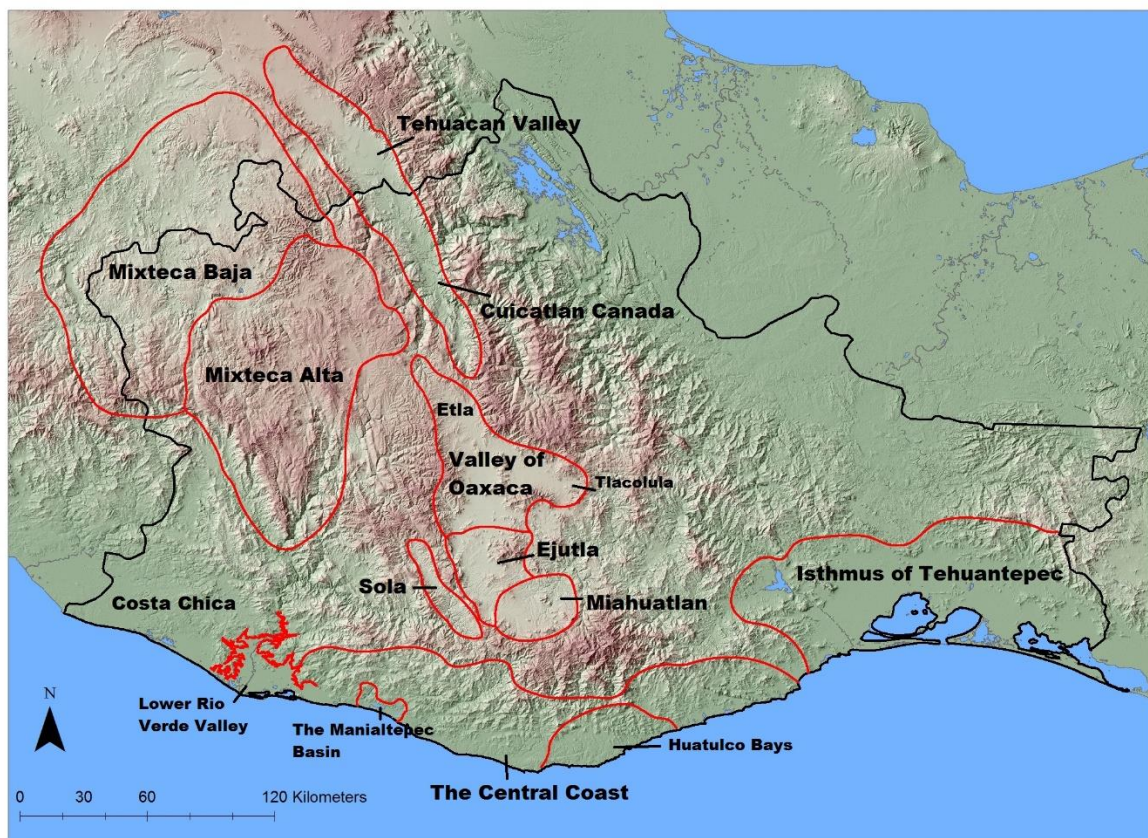 Tehuacan Valley
Mixteca Baja
Cuicatlan Canada
Mixteca Alta
Etla
Valley of
Oaxaca
Tlacolula
Ejutla
Isthmus of Tehuantepec
Sola
Miahuatlan
Costa Chica
N
Lower Rio
Verde Valley
The Manialtepec
Basin
Huatulco Bays
The Central Coast
0 30 60 120 Kilometers